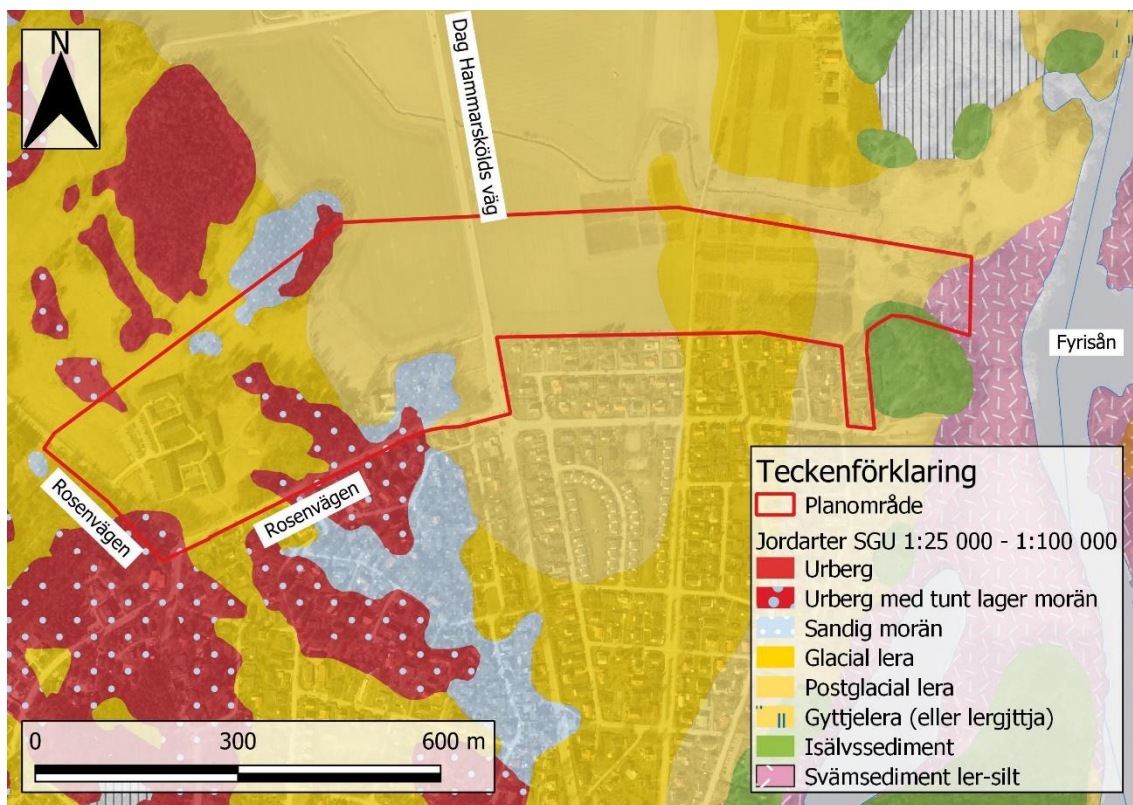 N
Dag Hammarskölds väg
Fyrisån
Rosenvägen
Rosenvägen
Teckenförklaring
Planområde
Jordarter SGU 1:25 000 - 1:100 000
Urberg
Urberg med tunt lager morän
Sandig morän
Glacial lera
Postglacial lera
Gyttjelera (eller lergjttja)
Isälvssediment
Svämsediment ler-silt
0 300 600 m